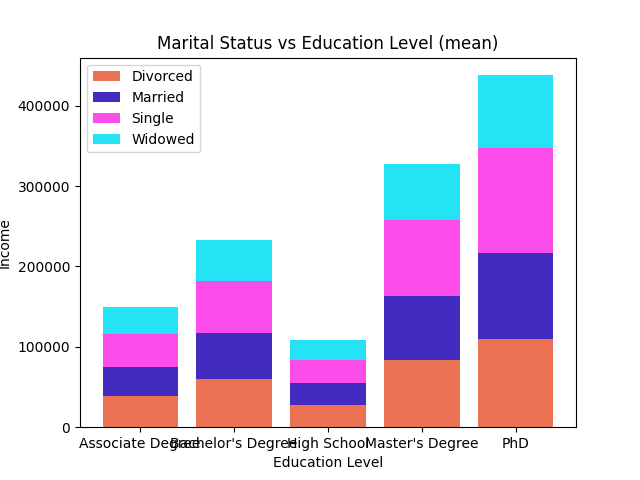 Marital Status vs Education Level (mean)
Divorced
Married
Single
Widowed
400000
300000
200000
100000
0
Income
Associate Degree Bachelor's Degree High School Master's Degree PhD
Education Level